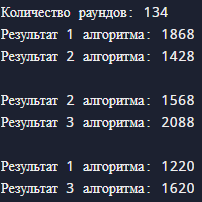 Количество раундов: 134
Результат 1 алгоритма: 1868
Результат 2 алгоритма: 1428
Результат 2 алгоритма: 1568
Результат 3 алгоритма: 2088
Результат 1 алгоритма: 1220
Результат 3 алгоритма: 1620